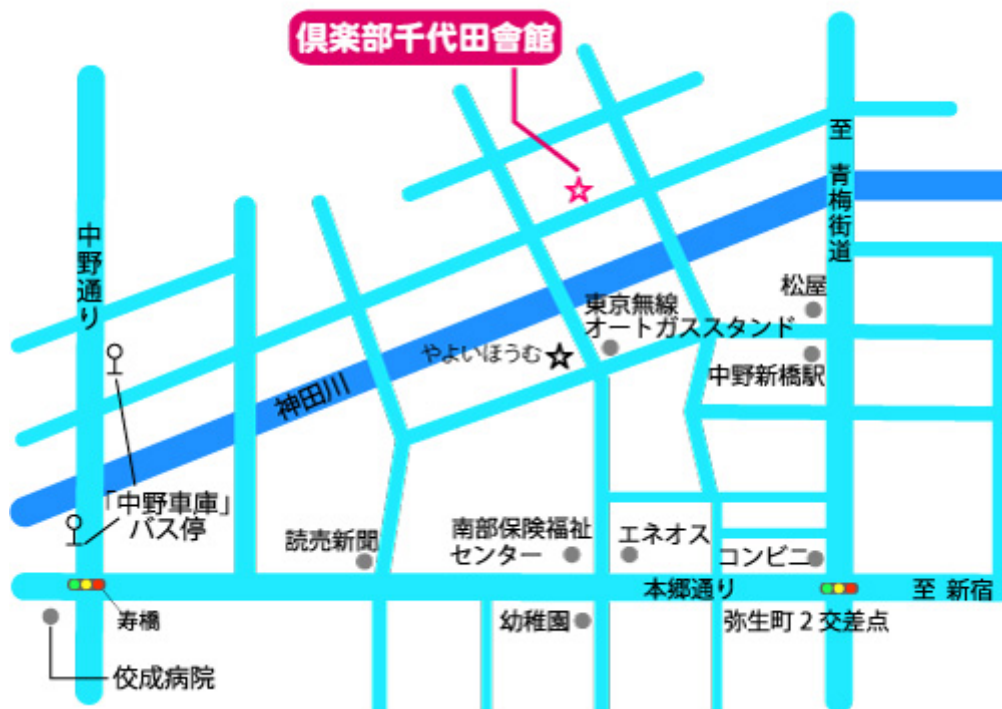 倶楽部千代田會館
至 青梅街道
中野通り
松屋
東京無線
オートガススタンド
やよいほうむ
中野新橋駅
神田川
「中野車庫」
バス停
読売新聞
南部保険福祉
センター
エネオス
コンビニ
本郷通り
至 新宿
寿橋
幼稚園
弥生町2交差点
佼成病院